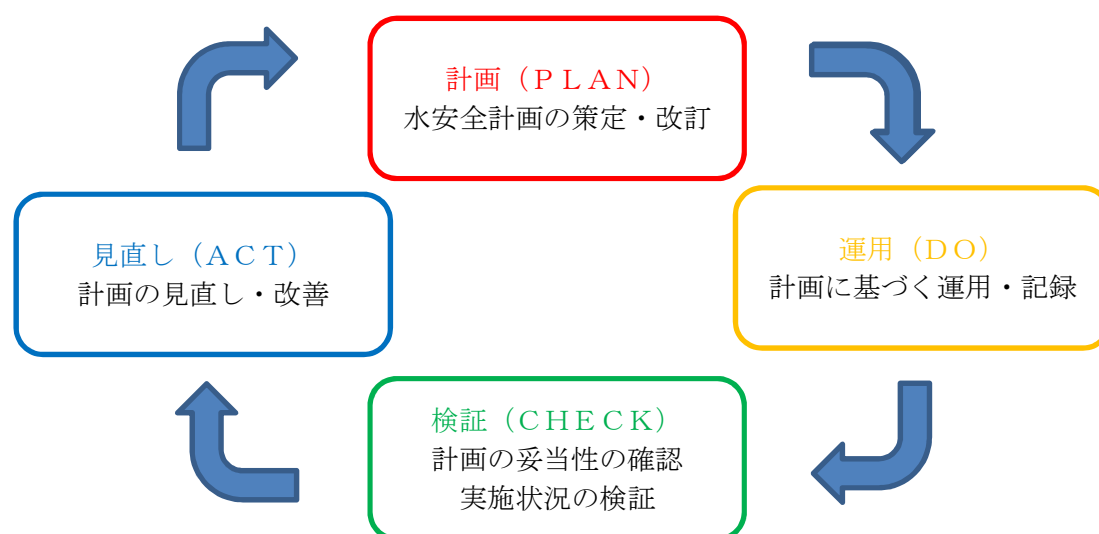 計画（ＰＬＡＮ）
水安全計画の策定・改訂
見直し（ＡＣＴ）
計画の見直し・改善
運用（ＤＯ）
計画に基づく運用・記録
検証（ＣＨＥＣＫ）
計画の妥当性の確認
実施状況の検証